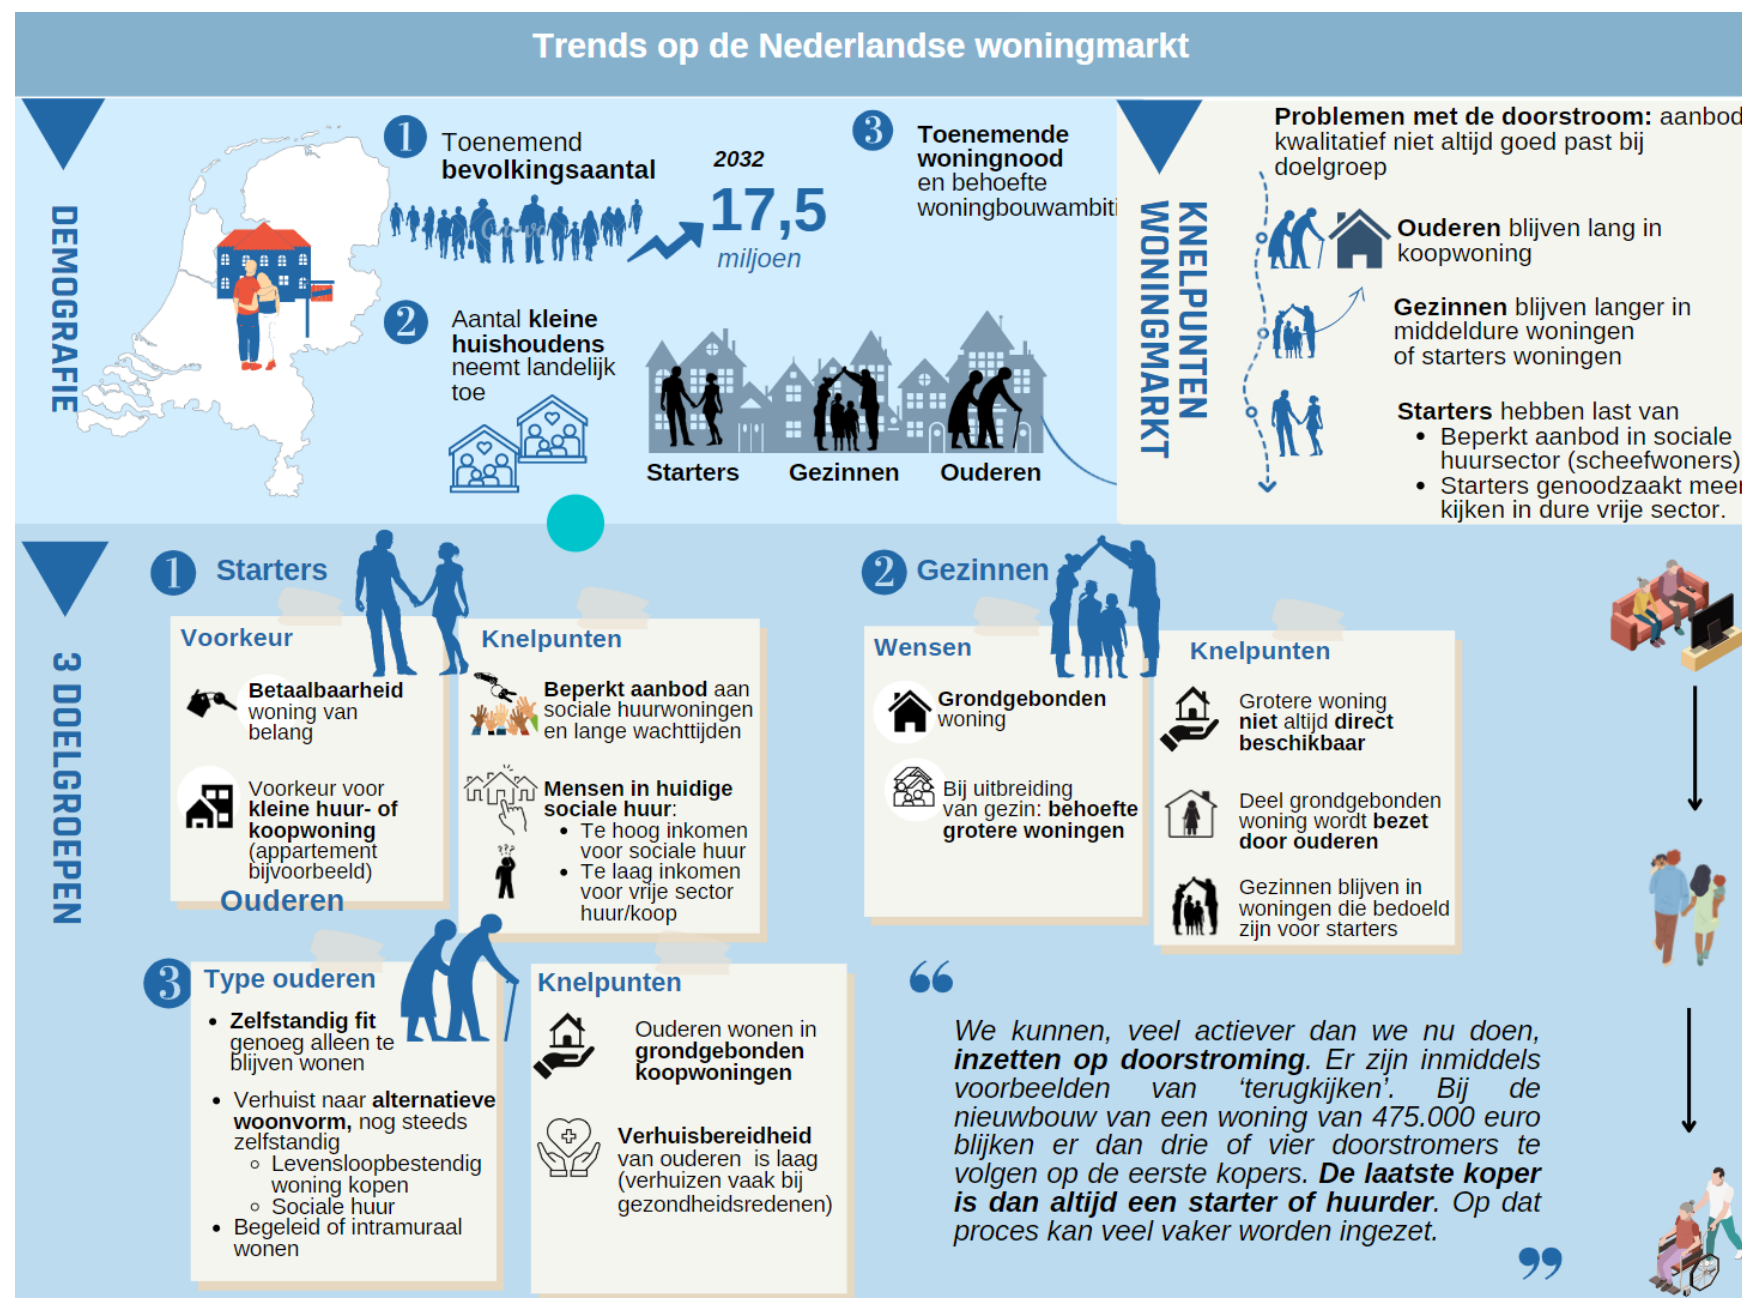 Trends op de Nederlandse woningmarkt
DEMOGRAFIE
1
Toenemend
bevolkingsaantal
2032
17,5
miljoen
2
Aantal kleine
huishoudens
neemt landelijk
toe
Starters
Gezinnen
Ouderen
3
Toenemende
woningnood
en behoefte
woningbouwambiti
KNELPUNTEN
WONINGMARKT
Problemen met de doorstroom: aanbod
kwalitatief niet altijd goed past bij
doelgroep
Ouderen blijven lang in
koopwoning
Gezinnen blijven langer in
middeldure woningen
of starters woningen
Starters hebben last van
• Beperkt aanbod in sociale
huursector (scheefwoners)
• Starters genoodzaakt meer
kijken in dure vrije sector.
3 DOELGROEPEN
1
Starters
Voorkeur
Betaalbaarheid
woning van
belang
Voorkeur voor
kleine huur- of
koopwoning
(appartement
bijvoorbeeld)
Knelpunten
Beperkt aanbod aan
sociale huurwoningen
en lange wachttijden
???
Mensen in huidige
sociale huur:
• Te hoog inkomen
voor sociale huur
• Te laag inkomen
voor vrije sector
huur/koop
2
Gezinnen
Wensen
Grondgebonden
woning
Bij uitbreiding
van gezin: behoefte
grotere woningen
Knelpunten
Grotere woning
niet altijd direct
beschikbaar
Deel grondgebonden
woning wordt bezet
door ouderen
Gezinnen blijven in
woningen die bedoeld
zijn voor starters
Ouderen
3
Type ouderen
• Zelfstandig fit
genoeg alleen te
blijven wonen
• Verhuist naar alternatieve
woonvorm, nog steeds
zelfstandig
○ Levensloopbestendig
woning kopen
○ Sociale huur
• Begeleid of intramuraal
wonen
Knelpunten
Ouderen wonen in
grondgebonden
koopwoningen
Verhuisbereidheid
van ouderen is laag
(verhuizen vaak bij
gezondheidsredenen)
“
We kunnen, veel actiever dan we nu doen,
inzetten op doorstroming. Er zijn inmiddels
voorbeelden van ‘terugkijken’. Bij de
nieuwbouw van een woning van 475.000 euro
blijken er dan drie of vier doorstromers te
volgen op de eerste kopers. De laatste koper
is dan altijd een starter of huurder. Op dat
proces kan veel vaker worden ingezet.
”